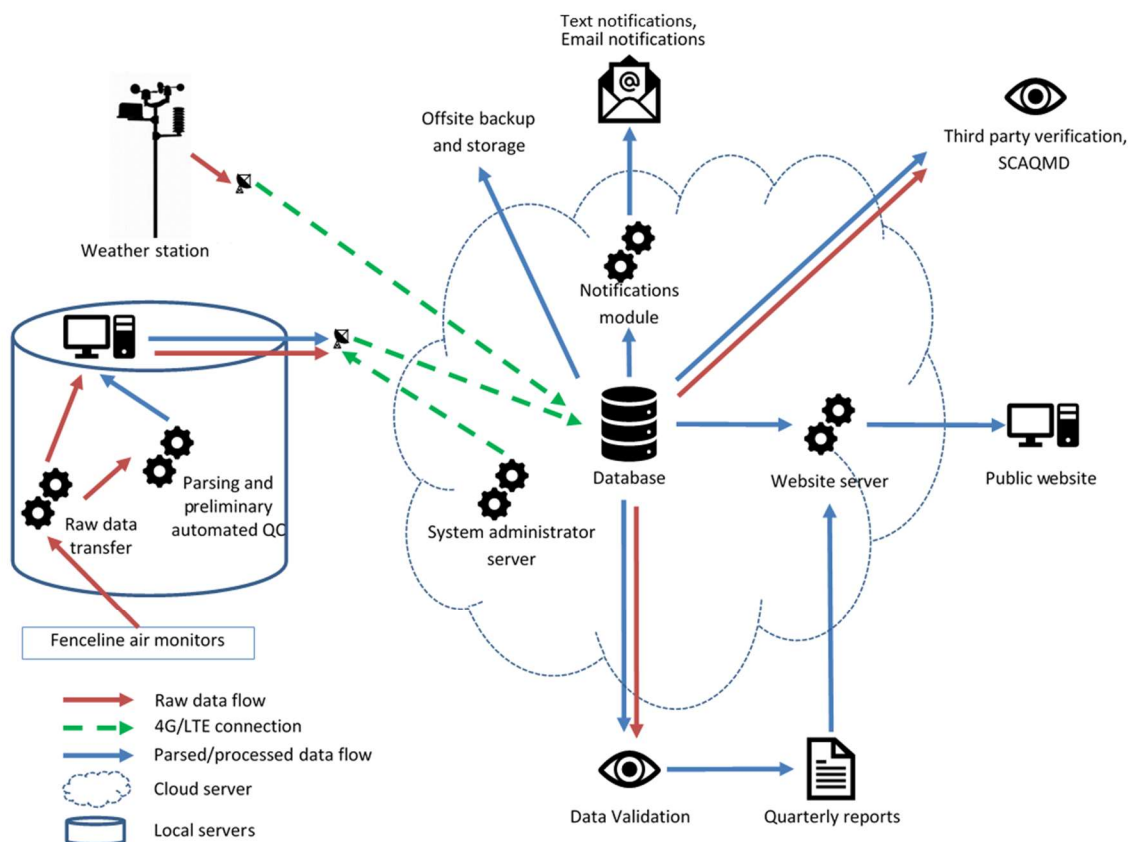 Text notifications,
Email notifications
Offsite backup
and storage
Third party verification,
SCAQMD
Weather station
Notifications
module
Parsing and
preliminary
automated QC
Raw data
transfer
Database
Website server
Public website
System administrator
server
Fenceline air monitors
Raw data flow
4G/LTE connection
Parsed/processed data flow
Cloud server
Local servers
Data Validation
Quarterly reports